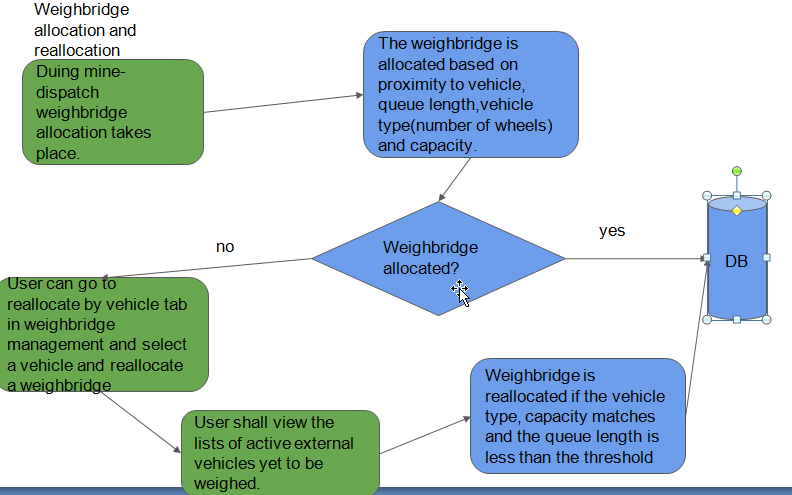 Weighbridge
allocation and
reallocation
Duing mine-
dispatch
weighbridge
allocation takes
place.
The weighbridge is
allocated based on
proximity to vehicle,
queue length,vehicle
type(number of wheels)
and capacity.
Weighbridge
allocated?
yes
DB
no
User can go to
reallocate by vehicle tab
in weighbridge
management and select
a vehicle and reallocate
a weighbridge
User shall view the
lists of active external
vehicles yet to be
weighed.
Weighbridge is
reallocated if the vehicle
type, capacity matches
and the queue length is
less than the threshold